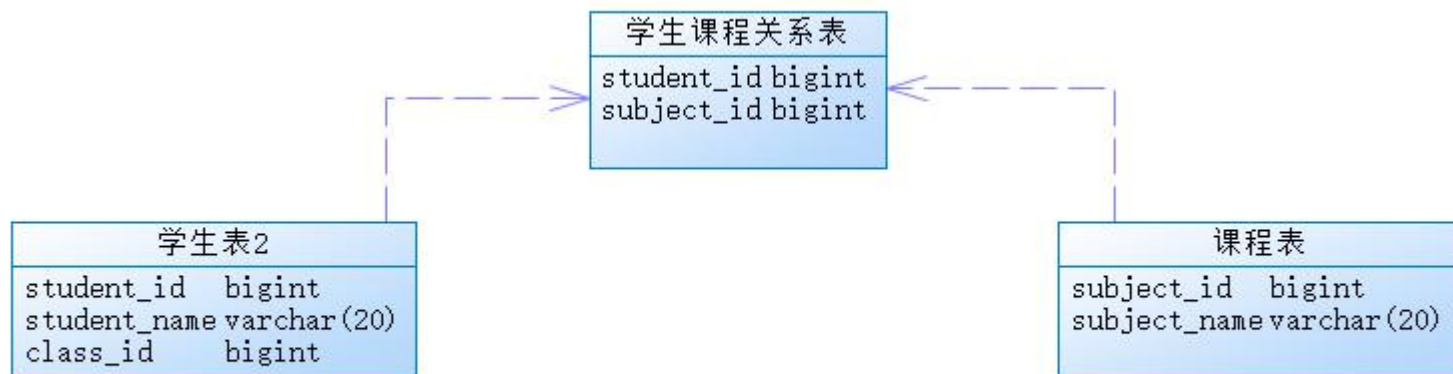 学生课程关系表
student_id bigint
subject_id bigint
学生表2
student_id bigint
student_name varchar(20)
class_id bigint
课程表
subject_id bigint
subject_name varchar(20)